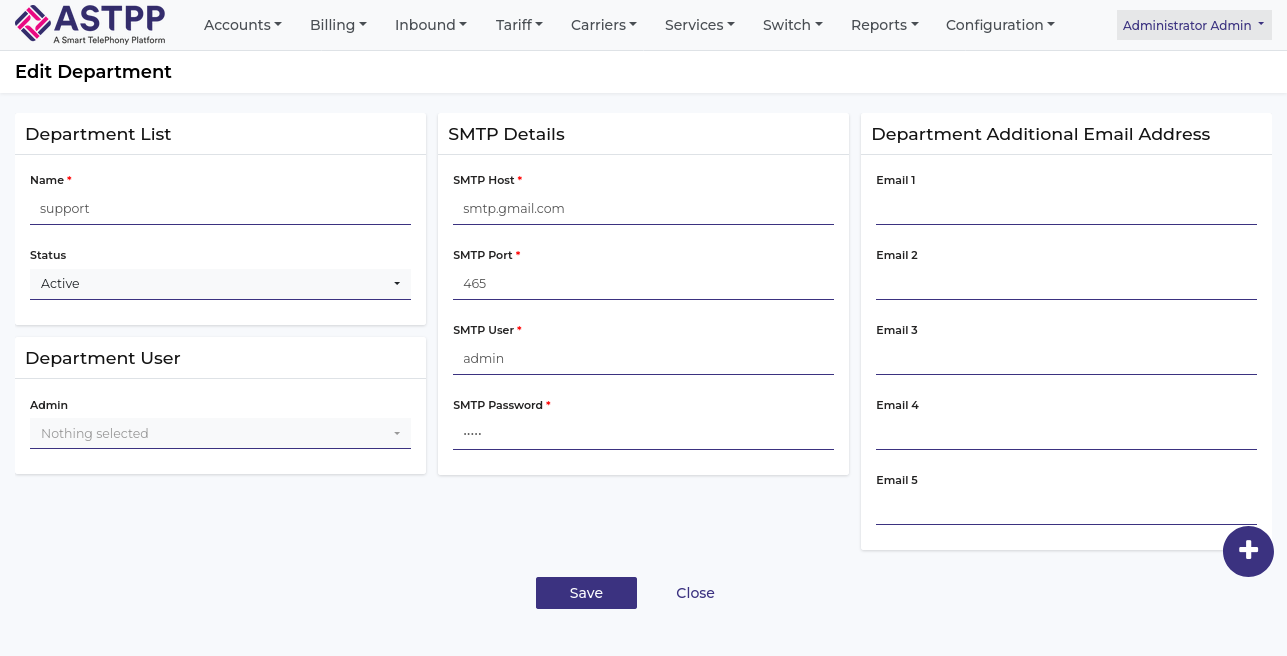 ASTPP
A Smart TelePhony Platform
Accounts
Billing
Inbound
Tariff
Carriers
Services
Switch
Reports
Configuration
Administrator Admin
Edit Department
Department List
Name *
support
Status
Active
Department User
Admin
Nothing selected
SMTP Details
SMTP Host *
smtp.gmail.com
SMTP Port *
465
SMTP User *
admin
SMTP Password *
•••••
Department Additional Email Address
Email 1
Email 2
Email 3
Email 4
Email 5
Save
Close